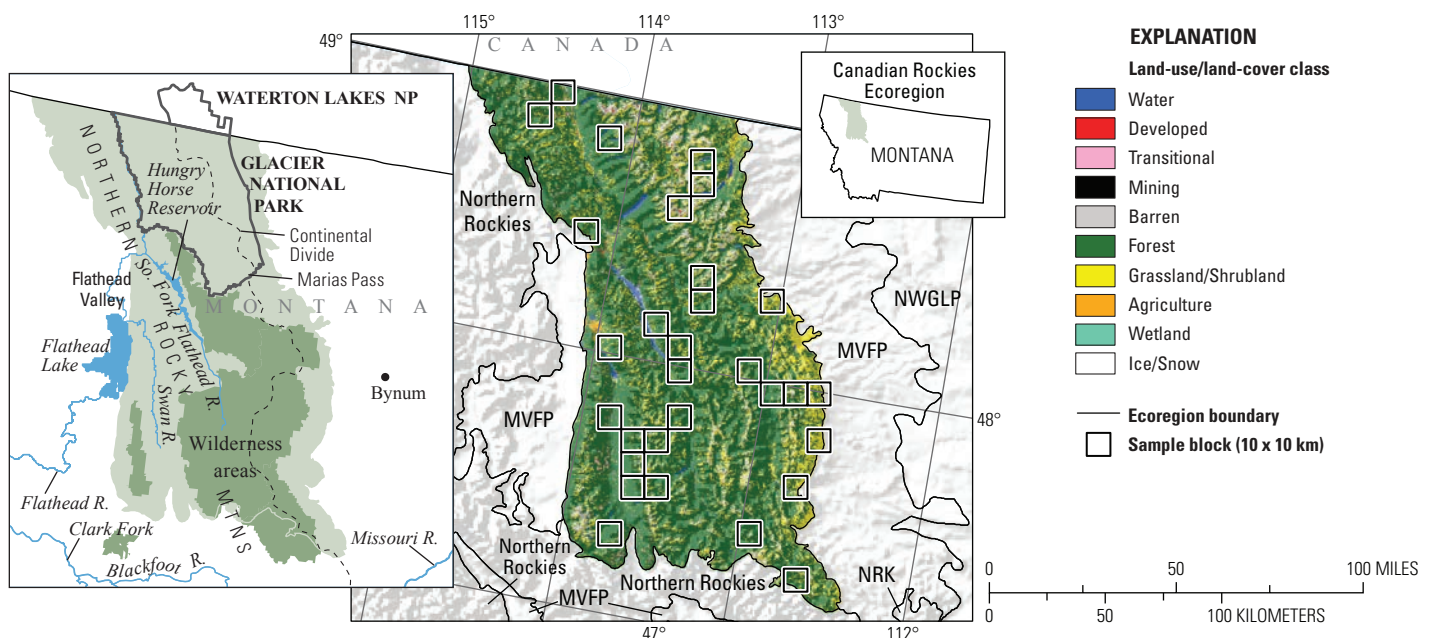 WATERTON LAKES NP
GLACIER
NATIONAL
PARK
NORTHERN
ROCKY
MTNS
Hungry
Horse
Reservoir
Continental
Divide
Marias Pass
MONTANA
Flathead
Valley
So. Fork Flathead R.
Flathead
Lake
Swan R.
Bynum
Wilderness
areas
Flathead R.
Clark Fork
Blackfoot R.
Missouri R.
115°
114°
113°
49°
CANADA
Canadian Rockies
Ecoregion
MONTANA
Northern
Rockies
NWGLP
MVFP
MVFP
48°
Northern
Rockies
Northern Rockies
MVFP
NRK
47°
112°
EXPLANATION
Land-use/land-cover class
Water
Developed
Transitional
Mining
Barren
Forest
Grassland/Shrubland
Agriculture
Wetland
Ice/Snow
Ecoregion boundary
Sample block (10 x 10 km)
0 50 100 MILES
0 50 100 KILOMETERS